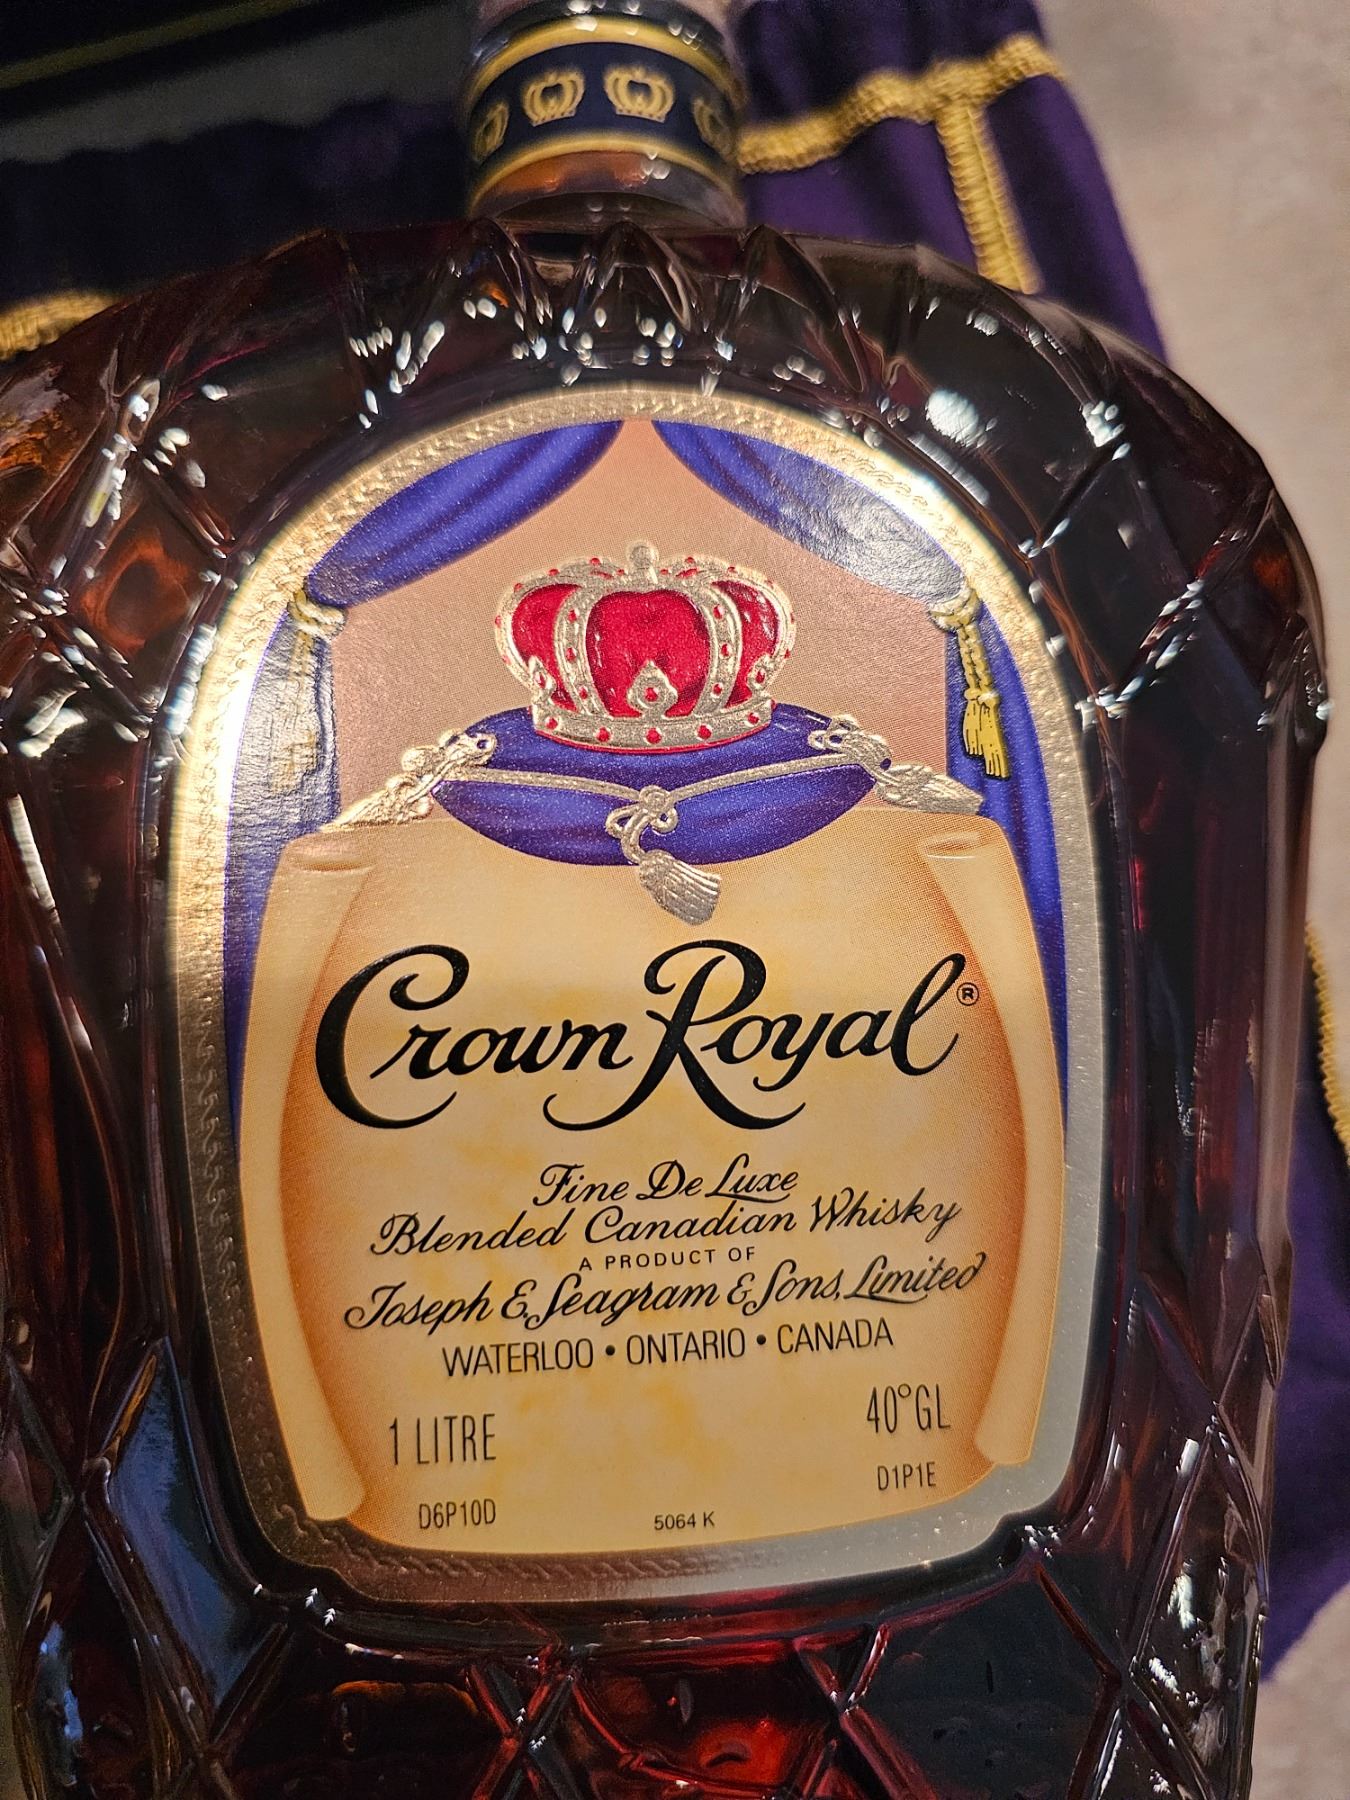 Crown Royal®
Fine De Luxe
Blended Canadian Whisky
A PRODUCT OF
Joseph E. Seagram & Sons, Limited
WATERLOO • ONTARIO • CANADA
40°GL
1 LITRE
D1P1E
D6P10D
5064 K